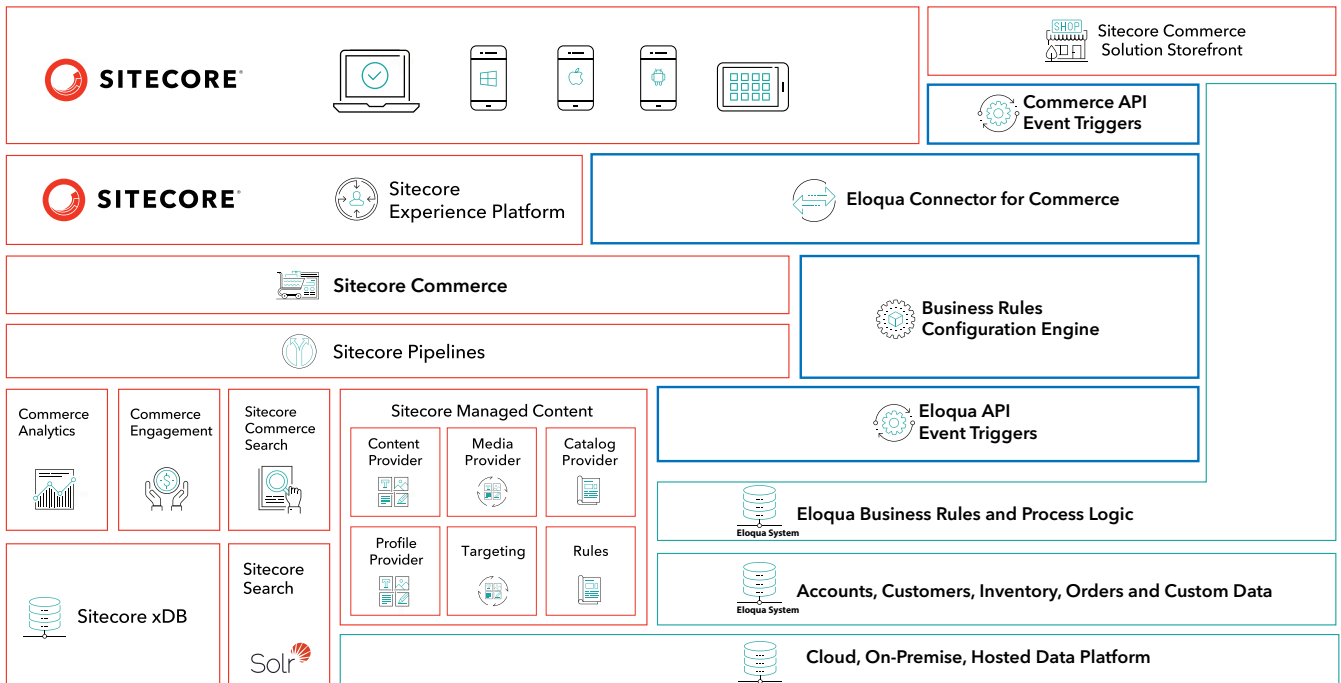 SITECORE®
SHOP
Sitecore Commerce
Solution Storefront
Commerce API
Event Triggers
SITECORE®
Sitecore
Experience Platform
Eloqua Connector for Commerce
Sitecore Commerce
Business Rules
Configuration Engine
Sitecore Pipelines
Commerce
Analytics
Commerce
Engagement
Sitecore
Commerce
Search
Sitecore Managed Content
Content
Provider
Media
Provider
Catalog
Provider
Profile
Provider
Targeting
Rules
Eloqua API
Event Triggers
Eloqua Business Rules and Process Logic
Eloqua System
Sitecore xDB
Sitecore
Search
Solr
Accounts, Customers, Inventory, Orders and Custom Data
Eloqua System
Cloud, On-Premise, Hosted Data Platform